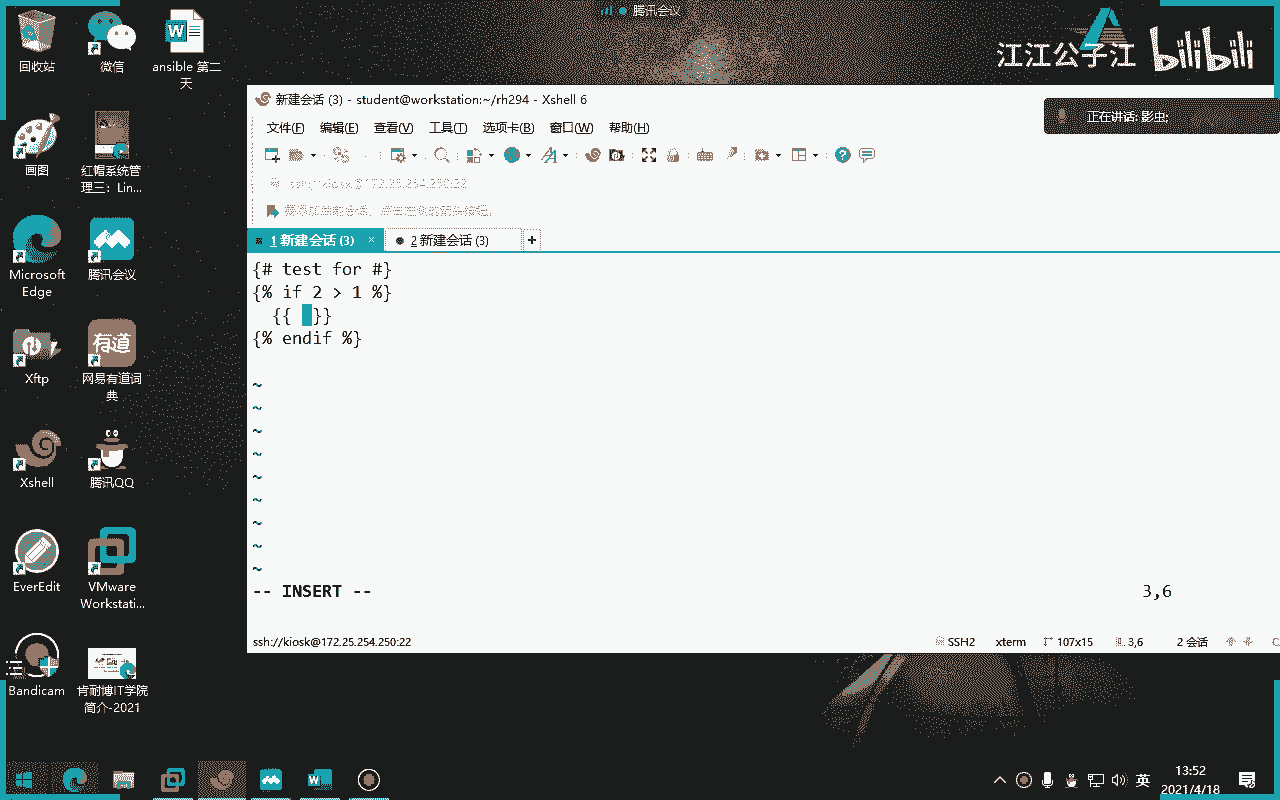 腾讯会议
江江公子江 bilibili
回收站
微信
ansible 第二天
新建会话 (3) - student@workstation:~/rh294 - Xshell 6
正在讲话: 影虫;
文件(F) 编辑(E) 查看(V) 工具(T) 选项卡(B) 窗口(W) 帮助(H)
画图
红帽系统管理三：Lin...
ssh://kiosk@172.25.254.250:22
1 新建会话 (3) × 2 新建会话 (3) +
Microsoft Edge
腾讯会议
{# test for #}
{% if 2 > 1 %}
{{ }}
{% endif %}
~
~
~
~
~
~
~
~
~
-- INSERT -- 3,6
Xftp
有道
网易有道词典
Xshell
腾讯QQ
EverEdit
VMware Workstati...
ssh://kiosk@172.25.254.250:22 SSH2 xterm 107x15 3,6 2 会话
Bandicam
肯耐博IT学院简介-2021
英
13:52
2021/4/18